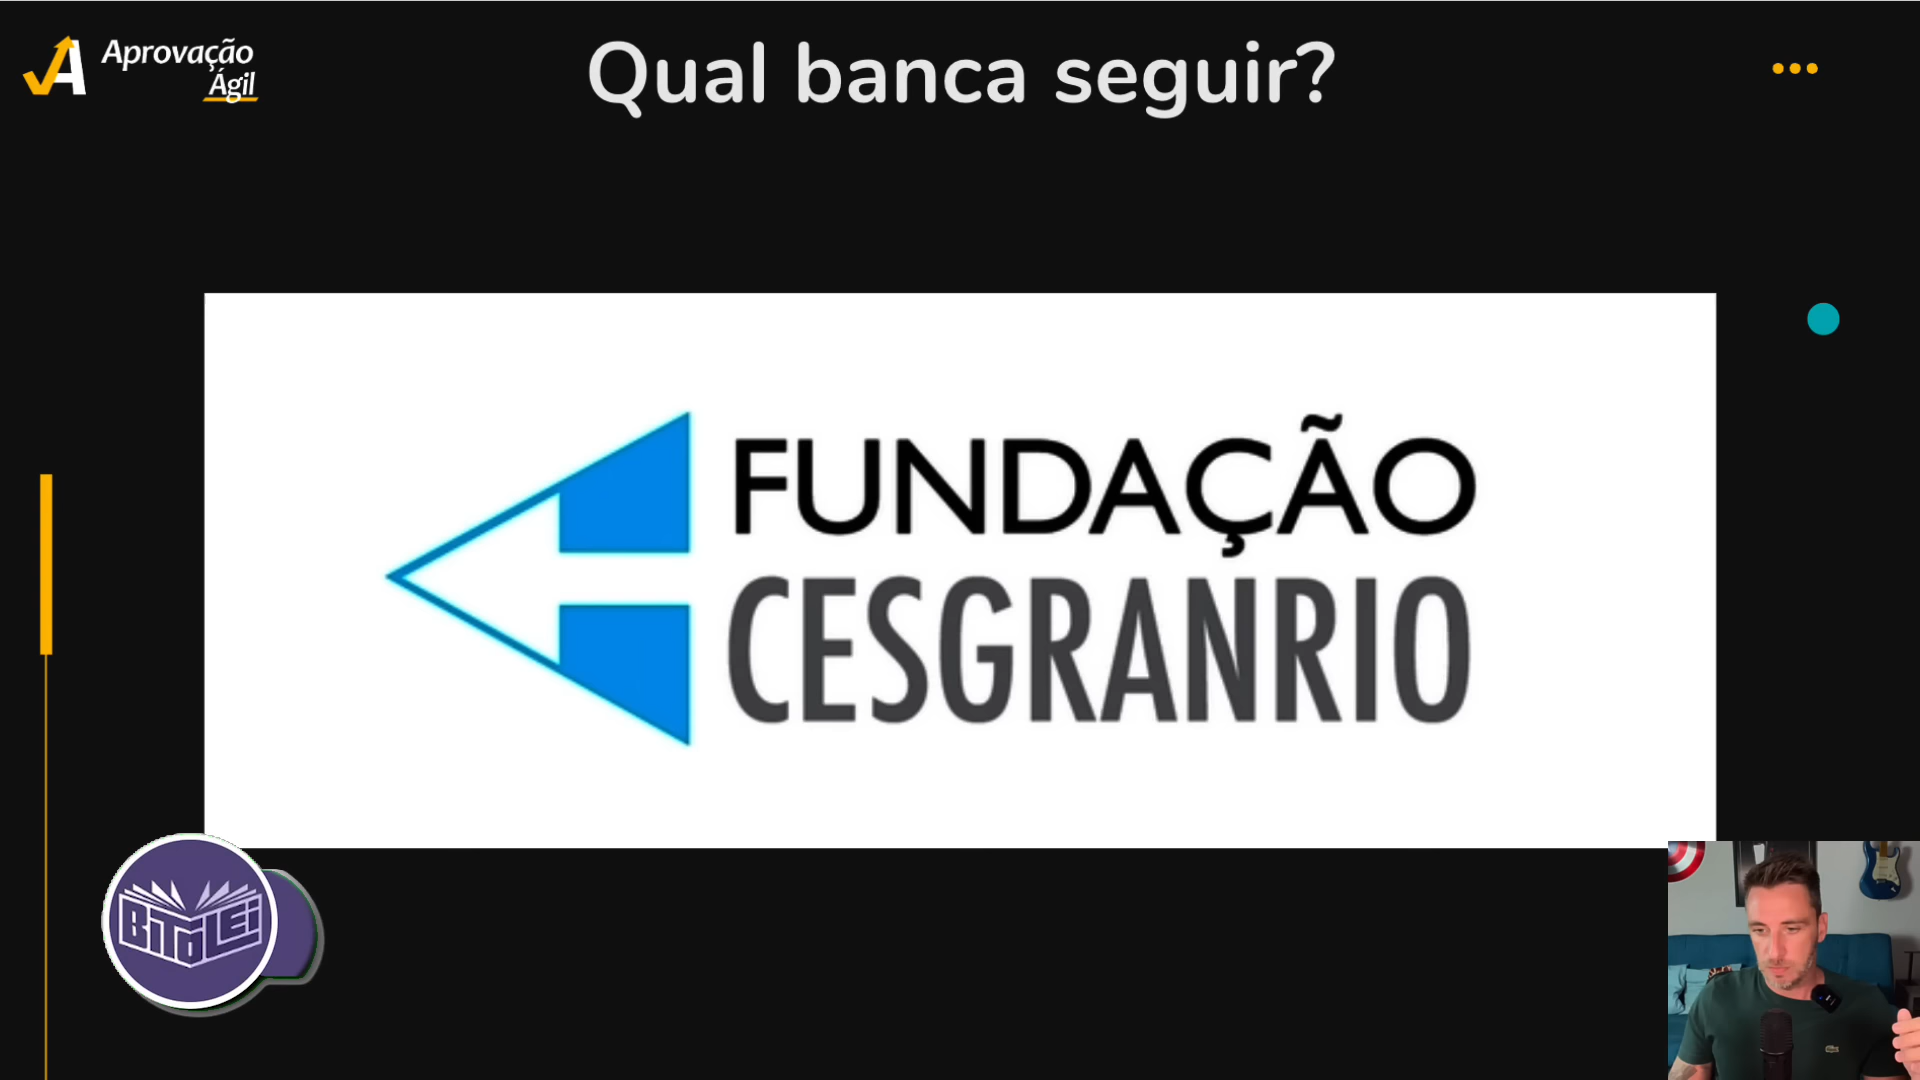 Aprovação
Ágil
Qual banca seguir?
FUNDAÇÃO
CESGRANRIO
BiToLEi